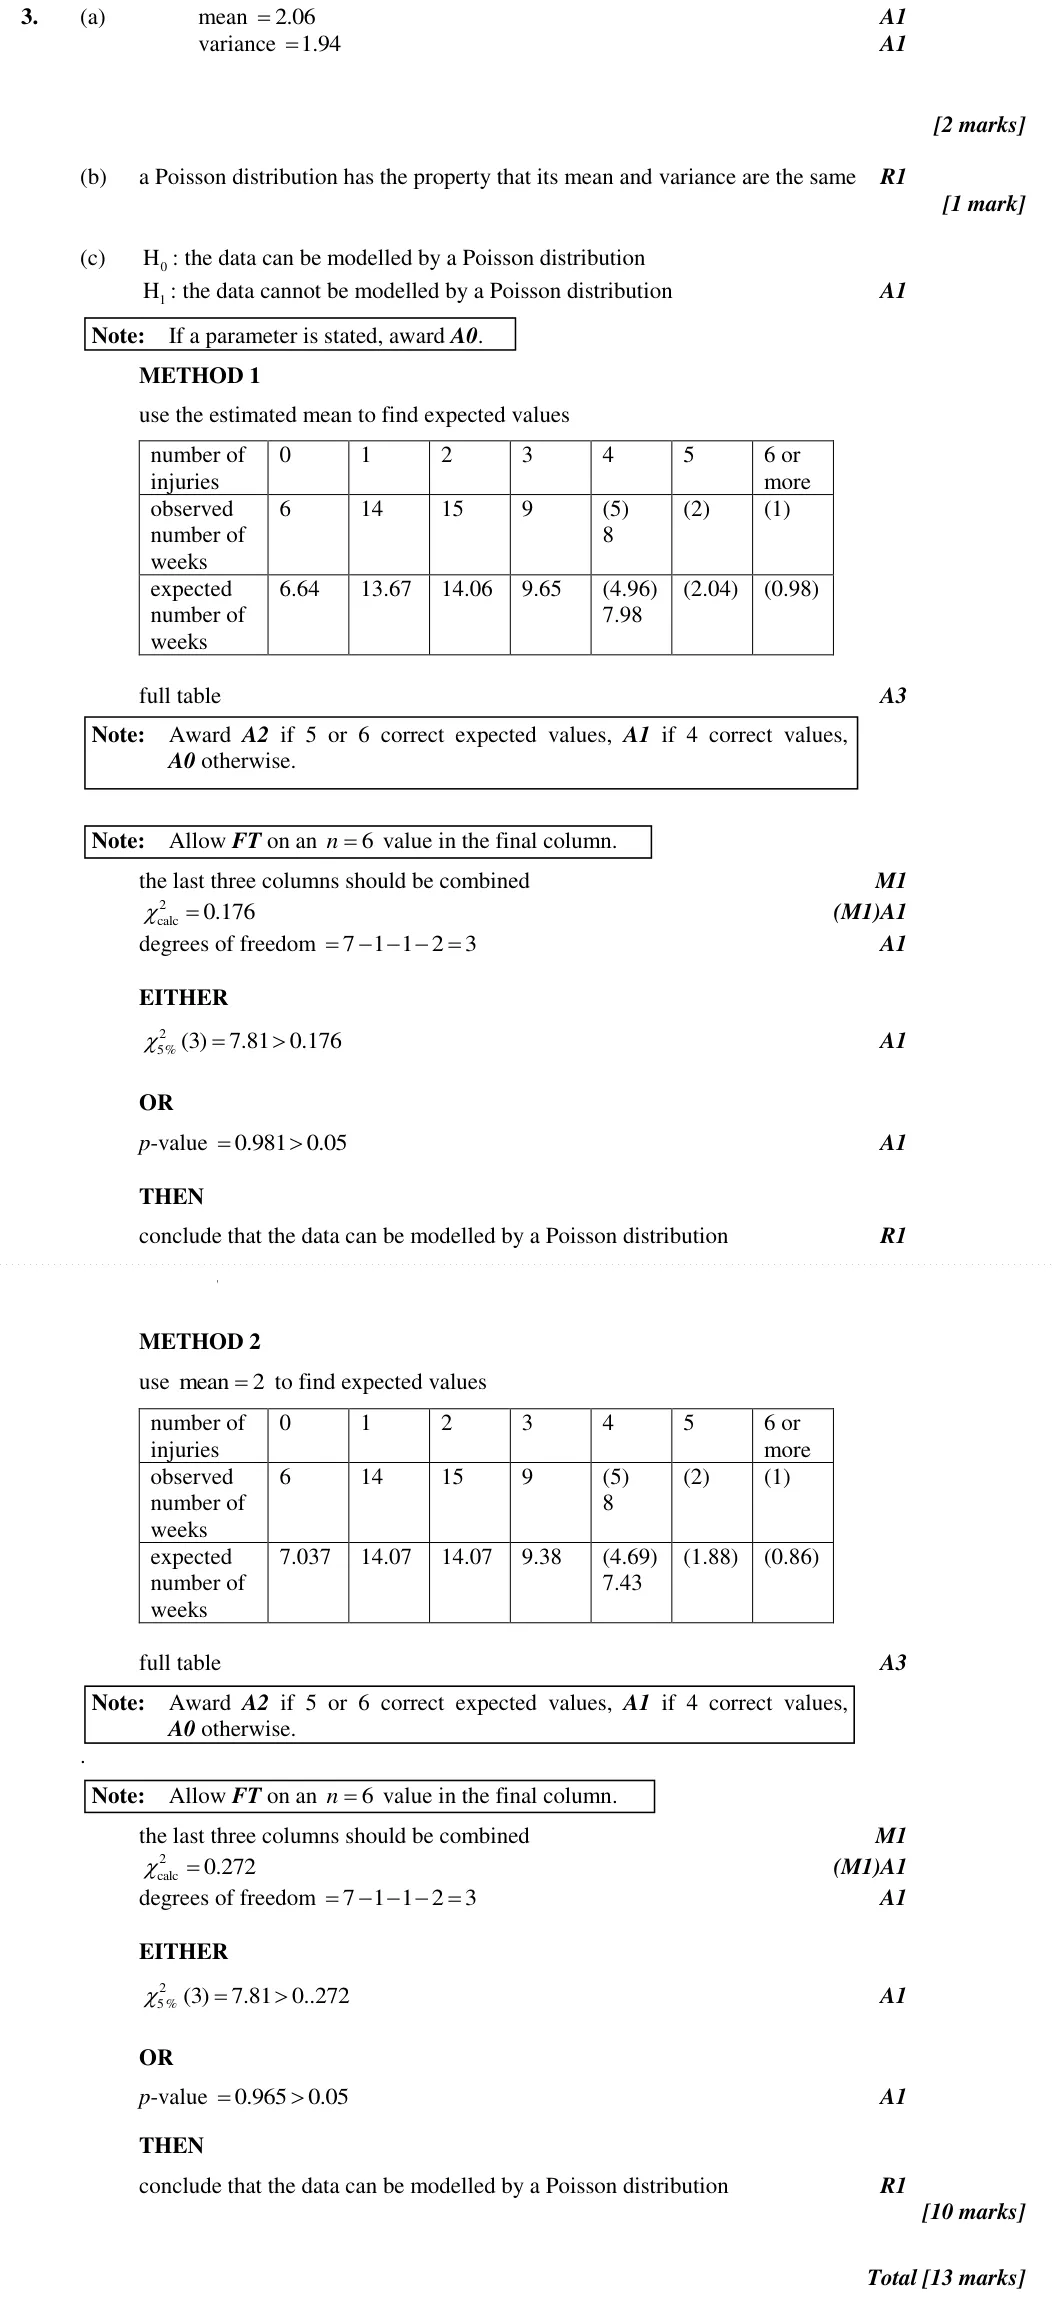 3. (a) mean = 2.06 A1
variance = 1.94 A1
[2 marks]
(b) a Poisson distribution has the property that its mean and variance are the same R1
[1 mark]
(c) H₀ : the data can be modelled by a Poisson distribution
H₁ : the data cannot be modelled by a Poisson distribution A1
Note: If a parameter is stated, award A0.
METHOD 1
use the estimated mean to find expected values
number of injuries 0 1 2 3 4 5 6 or more
observed number of weeks 6 14 15 9 (5) 8 (2) (1)
expected number of weeks 6.64 13.67 14.06 9.65 (4.96) 7.98 (2.04) (0.98)
full table A3
Note: Award A2 if 5 or 6 correct expected values, A1 if 4 correct values,
A0 otherwise.
Note: Allow FT on an n = 6 value in the final column.
the last three columns should be combined M1
χ²calc = 0.176 (M1)A1
degrees of freedom = 7 − 1 − 1 − 2 = 3 A1
EITHER
χ²5% (3) = 7.81 > 0.176 A1
OR
p-value = 0.981 > 0.05 A1
THEN
conclude that the data can be modelled by a Poisson distribution R1
METHOD 2
use mean = 2 to find expected values
number of injuries 0 1 2 3 4 5 6 or more
observed number of weeks 6 14 15 9 (5) 8 (2) (1)
expected number of weeks 7.037 14.07 14.07 9.38 (4.69) 7.43 (1.88) (0.86)
full table A3
Note: Award A2 if 5 or 6 correct expected values, A1 if 4 correct values,
A0 otherwise.
.
Note: Allow FT on an n = 6 value in the final column.
the last three columns should be combined M1
χ²calc = 0.272 (M1)A1
degrees of freedom = 7 − 1 − 1 − 2 = 3 A1
EITHER
χ²5% (3) = 7.81 > 0..272 A1
OR
p-value = 0.965 > 0.05 A1
THEN
conclude that the data can be modelled by a Poisson distribution R1
[10 marks]
Total [13 marks]